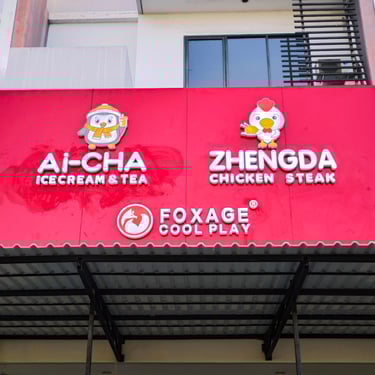 Ai-CHA
ICECREAM & TEA
ZHENGDA
CHICKEN STEAK
FOXAGE®
COOL PLAY